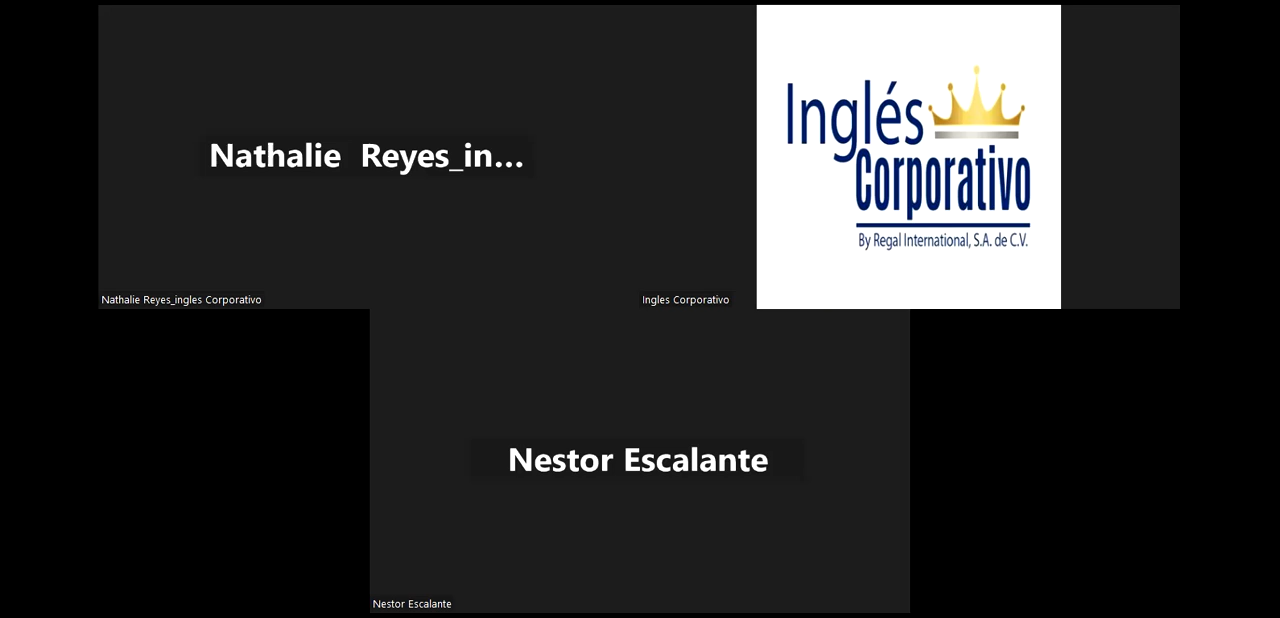 Nathalie  Reyes_in...
Nathalie Reyes_ingles Corporativo
Inglés
Corporativo
By Regal International, S.A. de C.V.
Ingles Corporativo
Nestor Escalante
Nestor Escalante